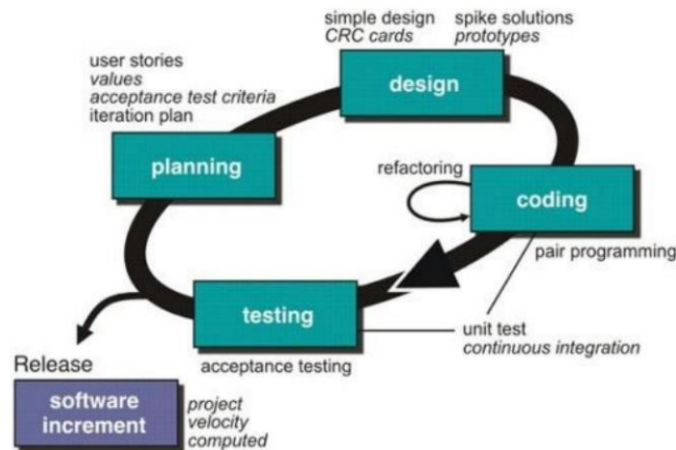 simple design
CRC cards
spike solutions
prototypes
user stories
values
acceptance test criteria
iteration plan
design
planning
refactoring
coding
pair programming
testing
unit test
continuous integration
acceptance testing
Release
software
increment
project
velocity
computed